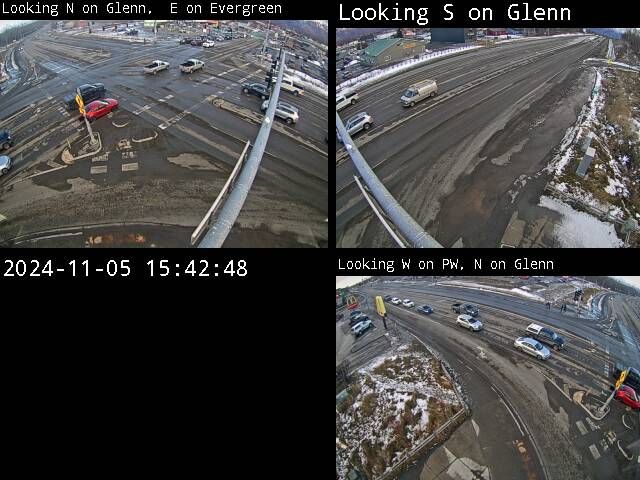 Looking N on Glenn,  E on Evergreen
Looking S on Glenn
2024-11-05 15:42:48
Looking W on PW, N on Glenn